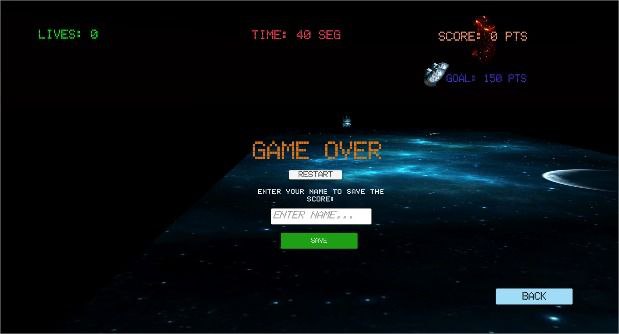 LIVES: 0
TIME: 40 SEG
SCORE: 0 PTS
GOAL: 150 PTS
GAME OVER
RESTART
ENTER YOUR NAME TO SAVE THE
SCORE:
ENTER NAME...
SAVE
BACK